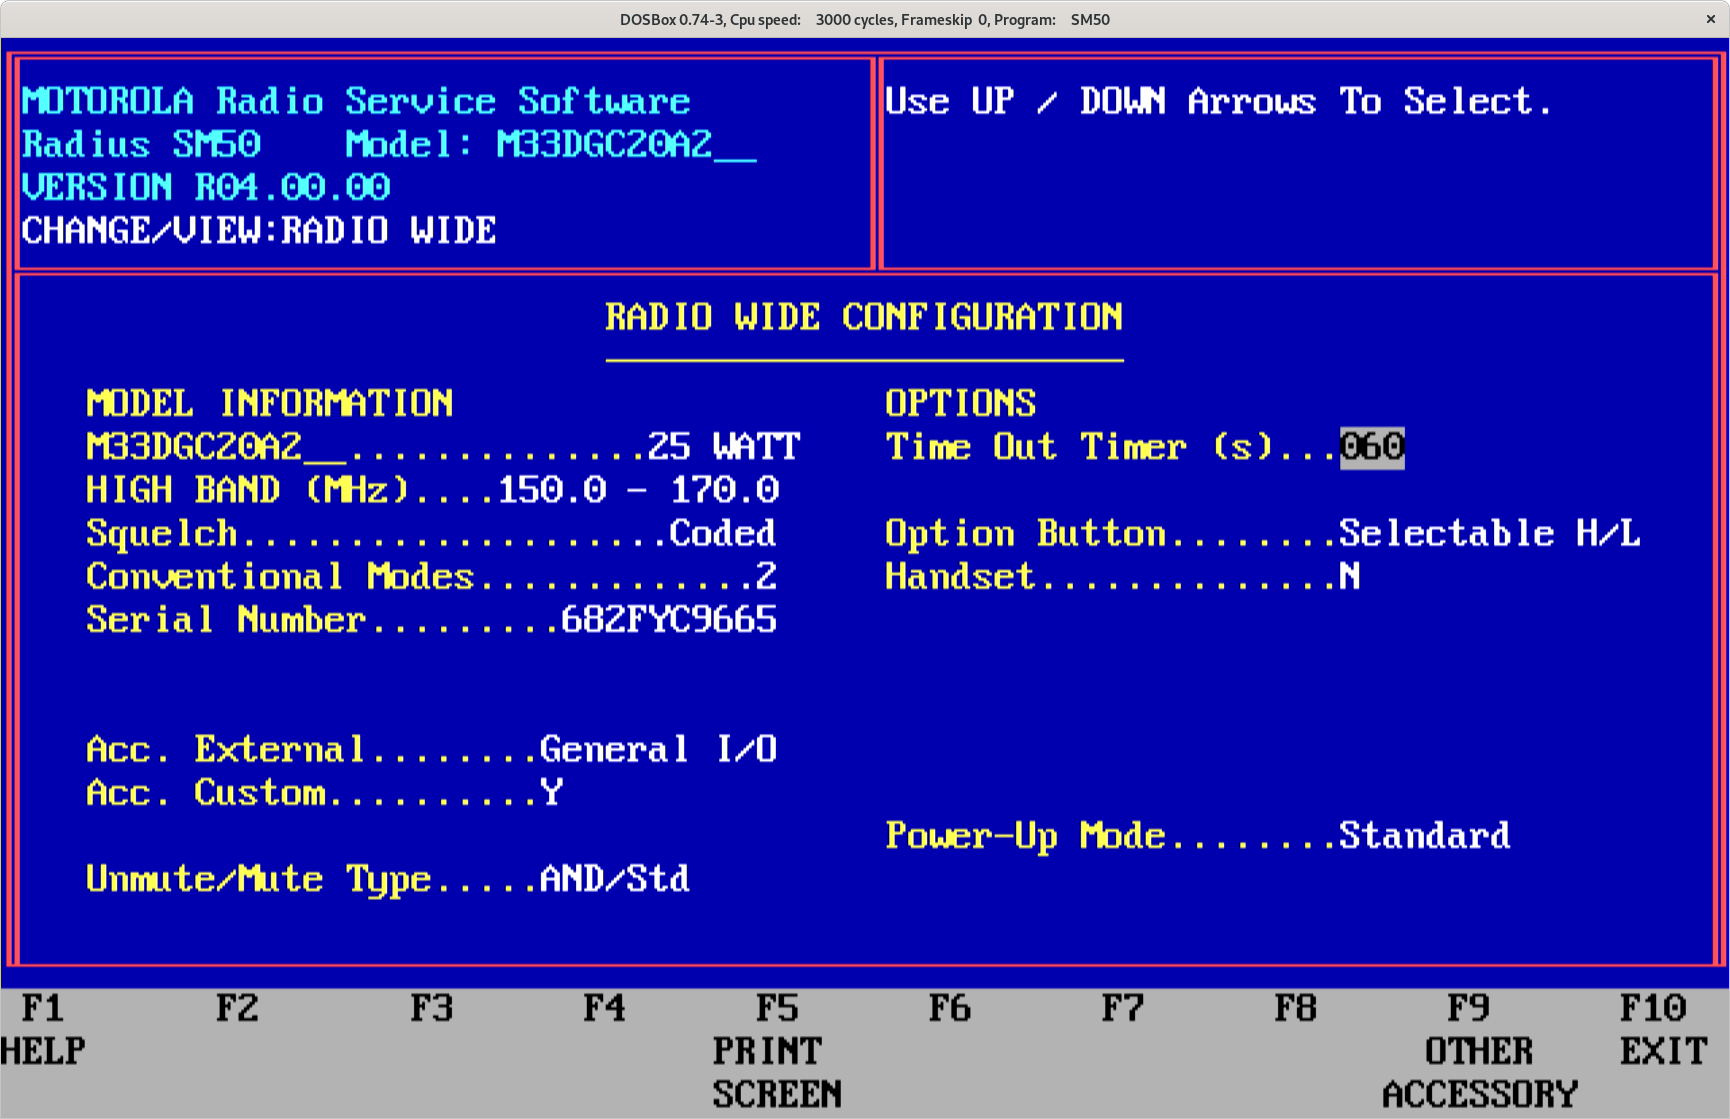 DOSBox 0.74-3, Cpu speed:    3000 cycles, Frameskip  0, Program:    SM50
MOTOROLA Radio Service Software
Radius SM50    Model: M33DGC20A2__
VERSION R04.00.00
CHANGE/VIEW:RADIO WIDE
Use UP / DOWN Arrows To Select.
RADIO WIDE CONFIGURATION
MODEL INFORMATION
M33DGC20A2__..............25 WATT
HIGH BAND (MHz)....150.0 - 170.0
Squelch....................Coded
Conventional Modes.............2
Serial Number.........682FYC9665
Acc. External........General I/O
Acc. Custom..........Y
Unmute/Mute Type.....AND/Std
OPTIONS
Time Out Timer (s)...060
Option Button........Selectable H/L
Handset..............N
Power-Up Mode........Standard
F1 F2 F3 F4 F5 F6 F7 F8 F9 F10
HELP PRINT OTHER EXIT
SCREEN ACCESSORY